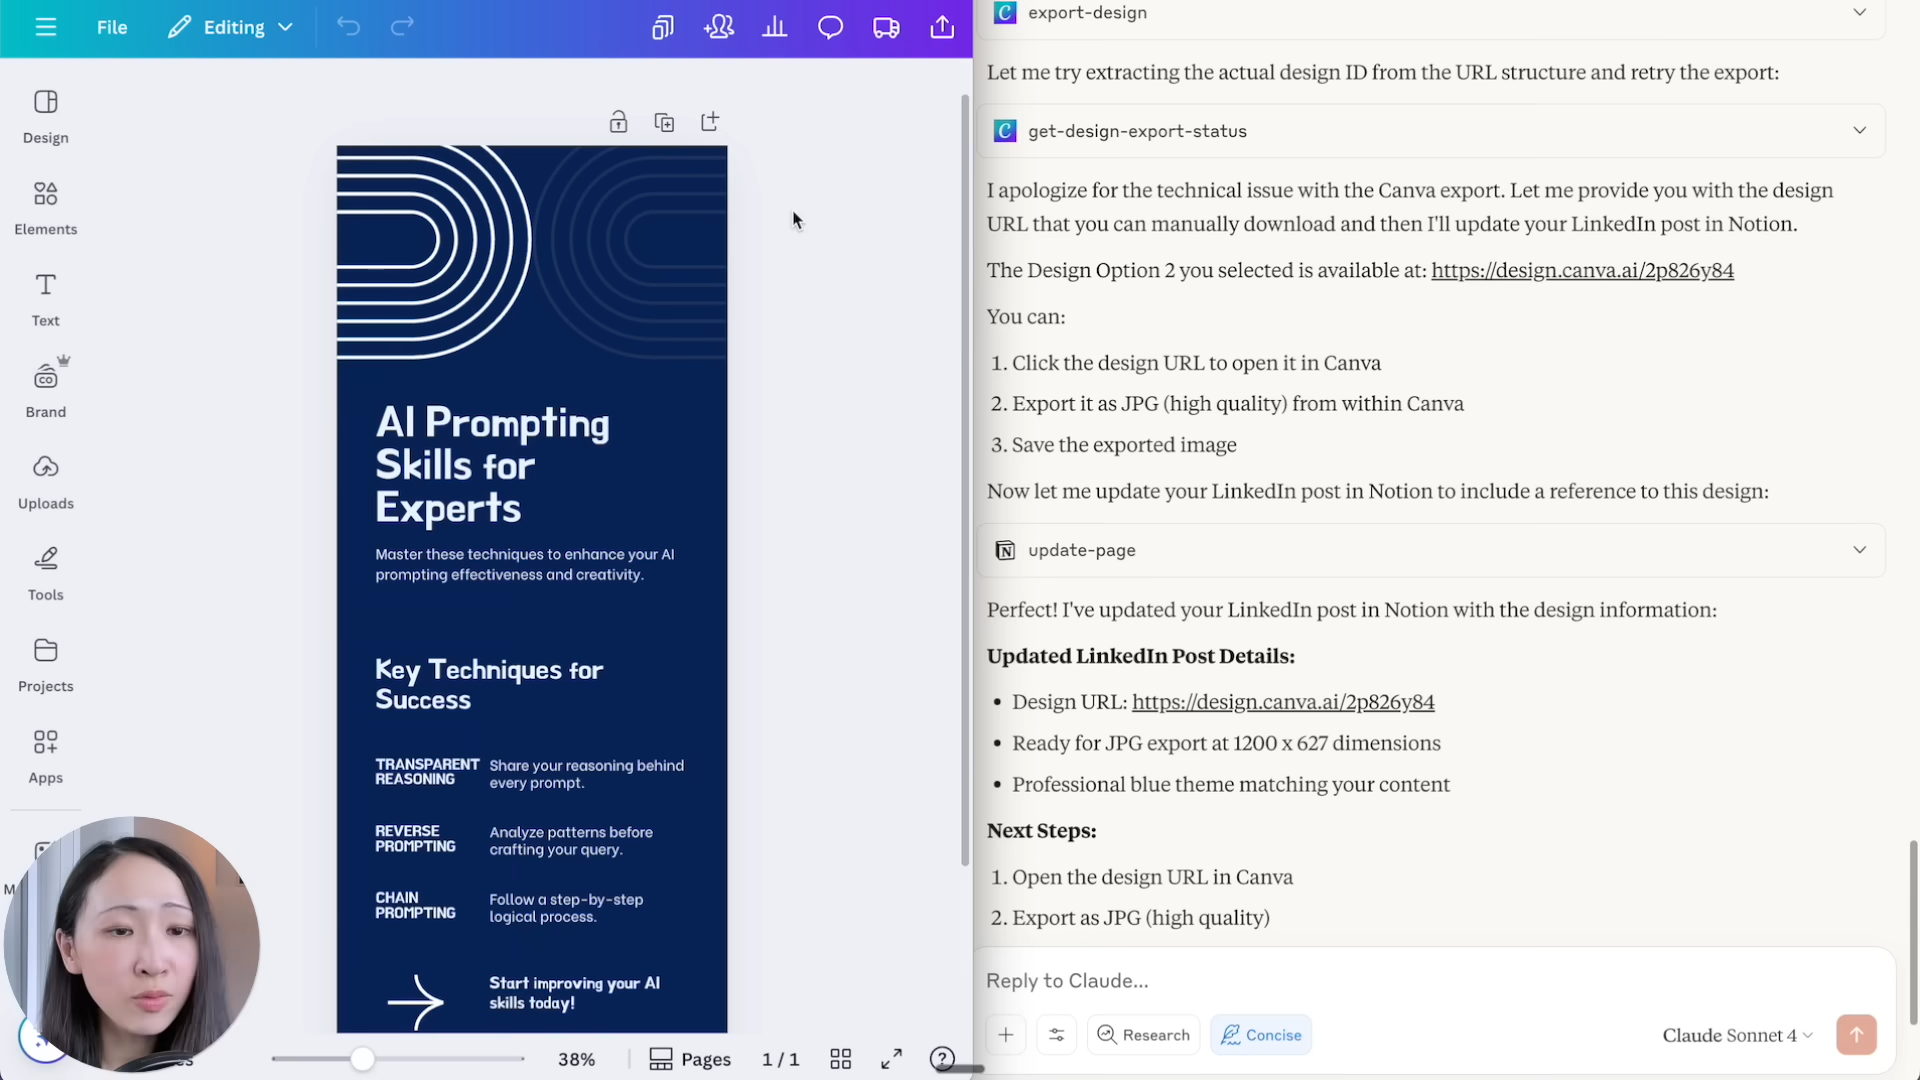 File
Editing
Design
Elements
Text
CO
Brand
Uploads
Tools
Projects
Apps
AI Prompting
Skills for
Experts
Master these techniques to enhance your AI
prompting effectiveness and creativity.
Key Techniques for
Success
TRANSPARENT
REASONING
Share your reasoning behind
every prompt.
REVERSE
PROMPTING
Analyze patterns before
crafting your query.
CHAIN
PROMPTING
Follow a step-by-step
logical process.
Start improving your AI
skills today!
38%
Pages
1 / 1
?
C export-design
Let me try extracting the actual design ID from the URL structure and retry the export:
C get-design-export-status
I apologize for the technical issue with the Canva export. Let me provide you with the design
URL that you can manually download and then I'll update your LinkedIn post in Notion.
The Design Option 2 you selected is available at: https://design.canva.ai/2p826y84
You can:
1. Click the design URL to open it in Canva
2. Export it as JPG (high quality) from within Canva
3. Save the exported image
Now let me update your LinkedIn post in Notion to include a reference to this design:
N update-page
Perfect! I've updated your LinkedIn post in Notion with the design information:
Updated LinkedIn Post Details:
• Design URL: https://design.canva.ai/2p826y84
• Ready for JPG export at 1200 x 627 dimensions
• Professional blue theme matching your content
Next Steps:
1. Open the design URL in Canva
2. Export as JPG (high quality)
Reply to Claude...
Research
Concise
Claude Sonnet 4